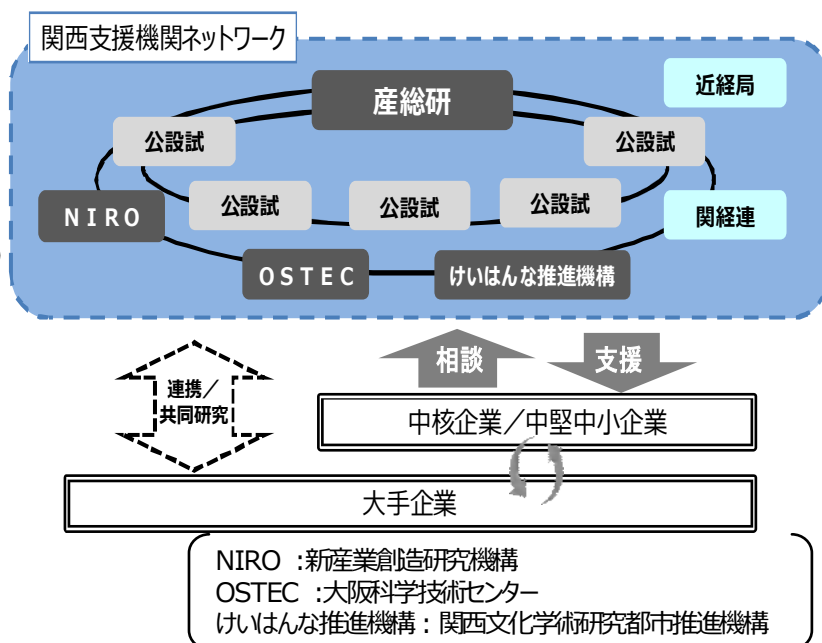 関西支援機関ネットワーク
産総研
近経局
公設試
公設試
公設試
公設試
公設試
ＮＩＲＯ
関経連
ＯＳＴＥＣ
けいはんな推進機構
相談
支援
連携／
共同研究
中核企業／中堅中小企業
大手企業
NIRO ：新産業創造研究機構
OSTEC ：大阪科学技術センター
けいはんな推進機構：関西文化学術研究都市推進機構